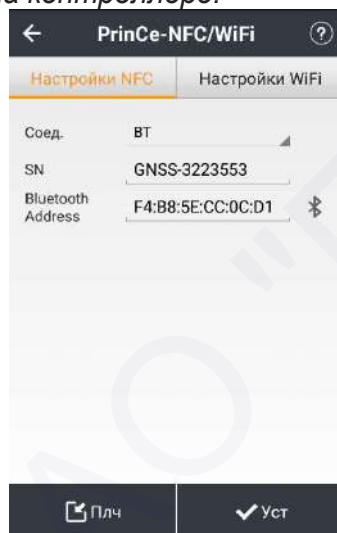 контроллере:
PrinCe-NFC/WiFi ?
Настройки NFC Настройки WiFi
Соед. BT
SN GNSS-3223553
Bluetooth Address F4:B8:5E:CC:0C:D1
Плч Уст